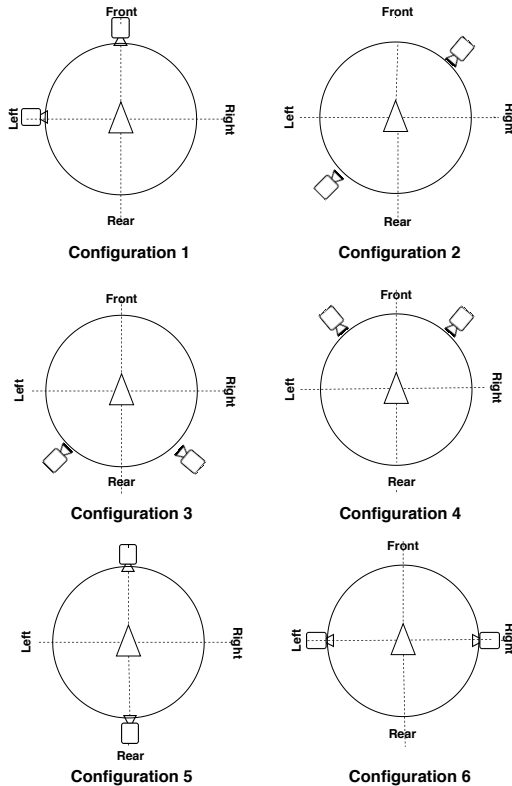 Front
Left
Right
Rear
Configuration 1
Front
Left
Right
Rear
Configuration 2
Front
Left
Right
Rear
Configuration 3
Front
Left
Right
Rear
Configuration 4
Left
Right
Rear
Configuration 5
Front
Left
Right
Rear
Configuration 6